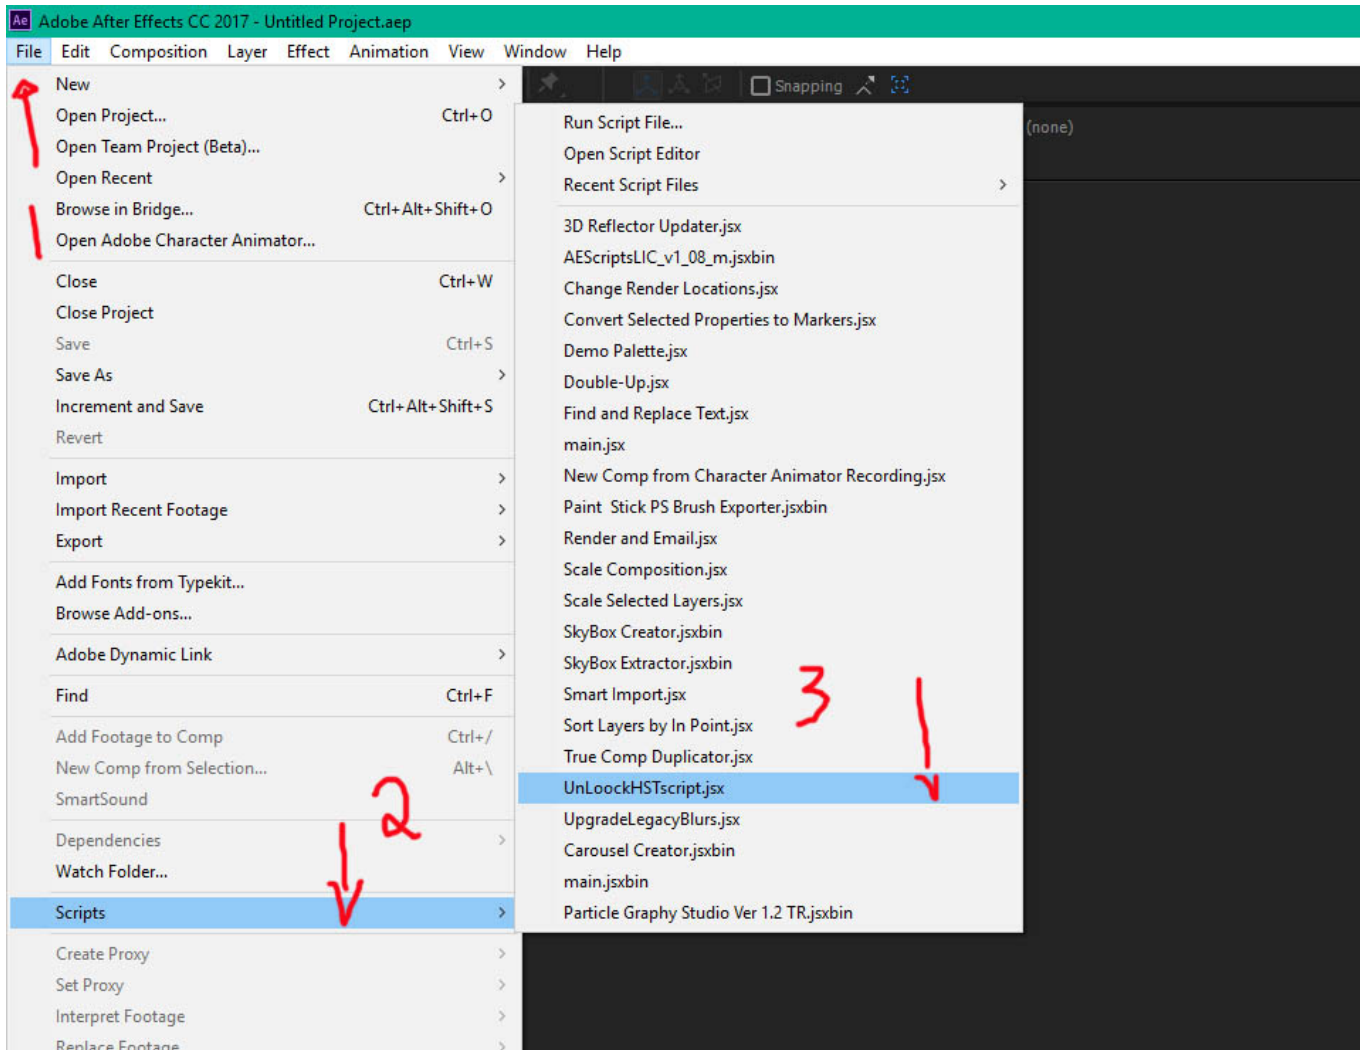 Ae Adobe After Effects CC 2017 - Untitled Project.aep
File Edit Composition Layer Effect Animation View Window Help
New
Open Project... Ctrl+O
Open Team Project (Beta)...
Open Recent
Browse in Bridge... Ctrl+Alt+Shift+O
Open Adobe Character Animator...
Close Ctrl+W
Close Project
Save Ctrl+S
Save As
Increment and Save Ctrl+Alt+Shift+S
Revert
Import
Import Recent Footage
Export
Add Fonts from Typekit...
Browse Add-ons...
Adobe Dynamic Link
Find Ctrl+F
Add Footage to Comp Ctrl+/
New Comp from Selection... Alt+\
SmartSound
Dependencies
Watch Folder...
Scripts
Create Proxy
Set Proxy
Interpret Footage
Replace Footage
1
2
Snapping
(none)
Run Script File...
Open Script Editor
Recent Script Files
3D Reflector Updater.jsx
AEScriptsLIC_v1_08_m.jsxbin
Change Render Locations.jsx
Convert Selected Properties to Markers.jsx
Demo Palette.jsx
Double-Up.jsx
Find and Replace Text.jsx
main.jsx
New Comp from Character Animator Recording.jsx
Paint  Stick PS Brush Exporter.jsxbin
Render and Email.jsx
Scale Composition.jsx
Scale Selected Layers.jsx
SkyBox Creator.jsxbin
SkyBox Extractor.jsxbin
Smart Import.jsx
Sort Layers by In Point.jsx
True Comp Duplicator.jsx
UnLoockHSTscript.jsx
UpgradeLegacyBlurs.jsx
Carousel Creator.jsxbin
main.jsxbin
Particle Graphy Studio Ver 1.2 TR.jsxbin
3